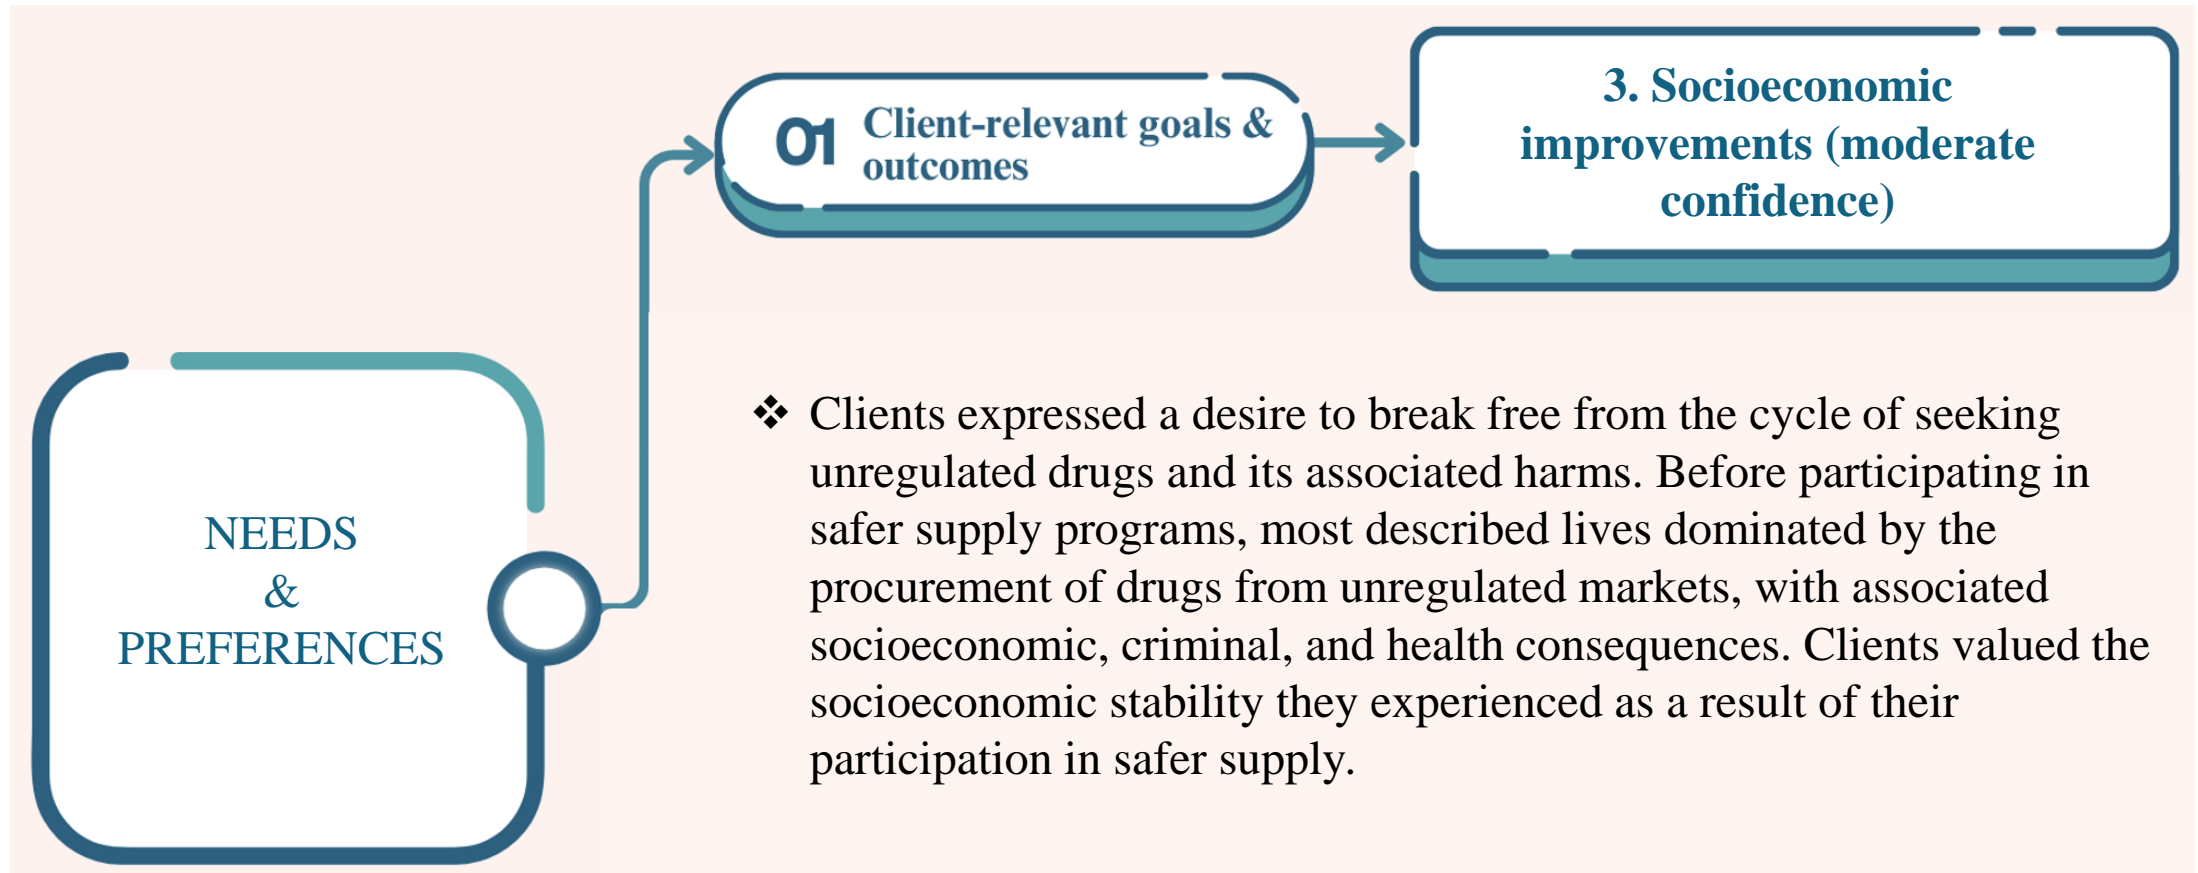 01 Client-relevant goals &
outcomes
3. Socioeconomic
improvements (moderate
confidence)
NEEDS
&
PREFERENCES
❖ Clients expressed a desire to break free from the cycle of seeking
unregulated drugs and its associated harms. Before participating in
safer supply programs, most described lives dominated by the
procurement of drugs from unregulated markets, with associated
socioeconomic, criminal, and health consequences. Clients valued the
socioeconomic stability they experienced as a result of their
participation in safer supply.